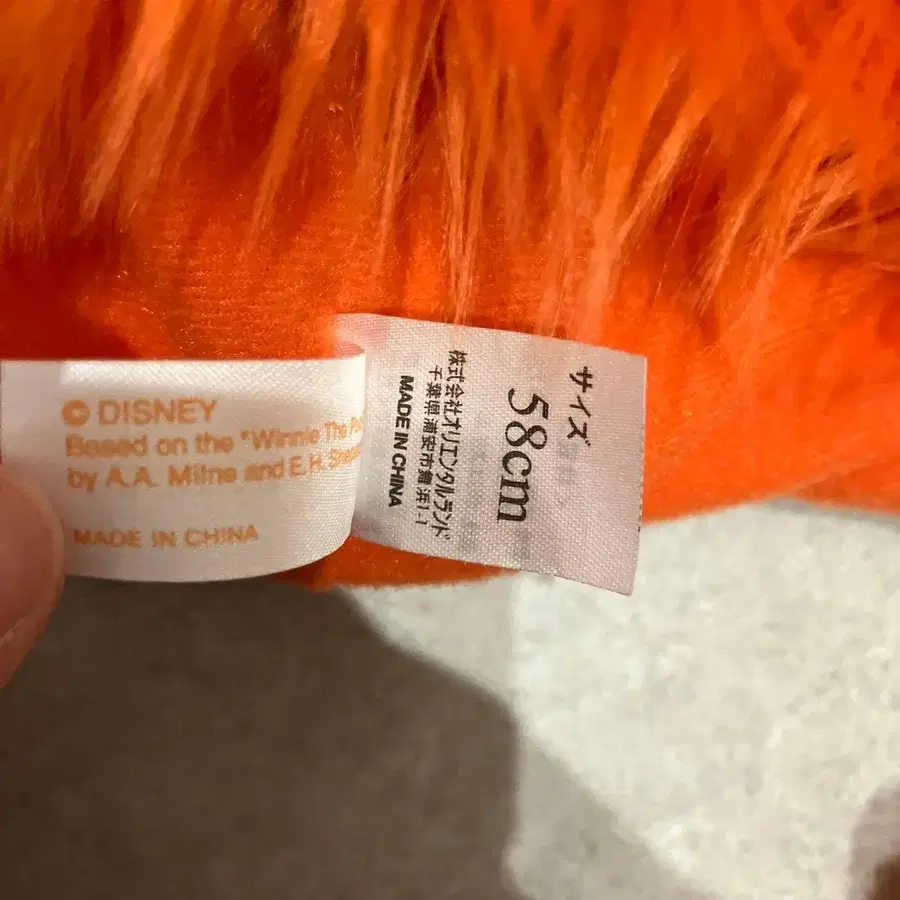 © DISNEY
Based on the "Winnie The
by A.A. Milne and E.H.
MADE IN CHINA
サイズ
58cm
株式会社オリエンタルランド
千葉県浦安市舞浜1-1
MADE IN CHINA